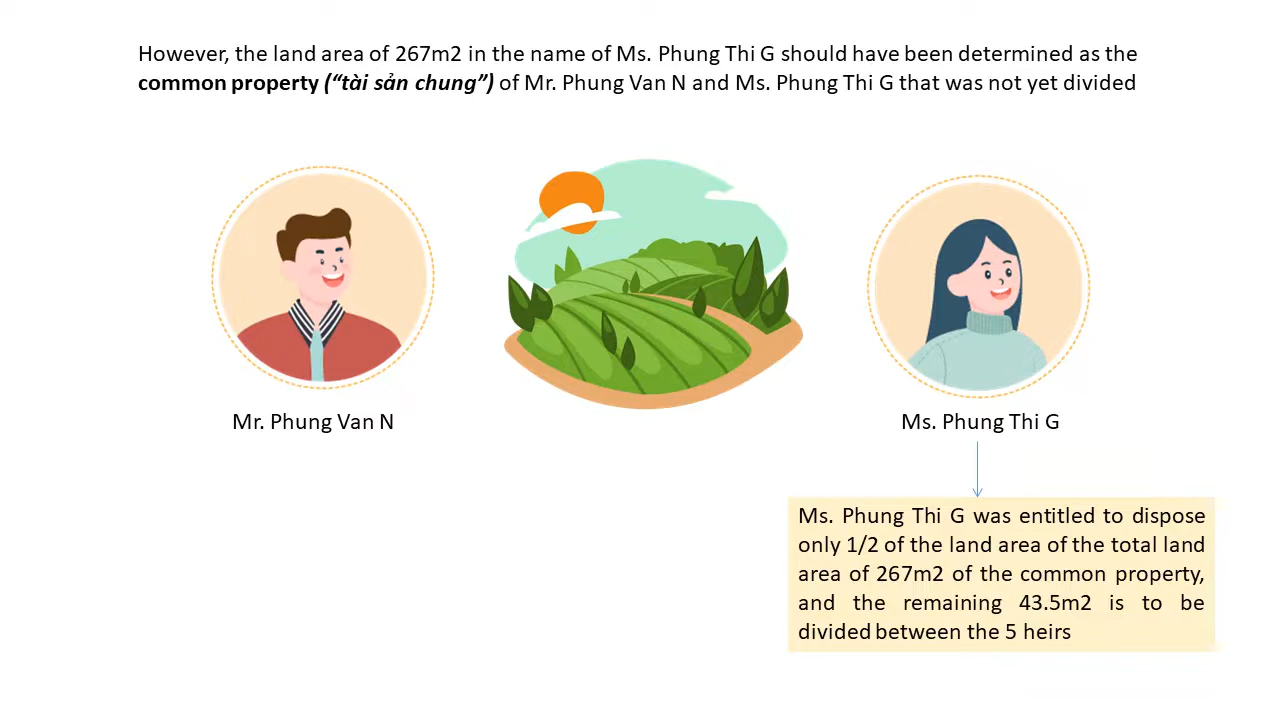 However, the land area of 267m2 in the name of Ms. Phung Thi G should have been determined as the
common property (“tài sản chung”) of Mr. Phung Van N and Ms. Phung Thi G that was not yet divided
Mr. Phung Van N
Ms. Phung Thi G
Ms. Phung Thi G was entitled to dispose
only 1/2 of the land area of the total land
area of 267m2 of the common property,
and the remaining 43.5m2 is to be
divided between the 5 heirs